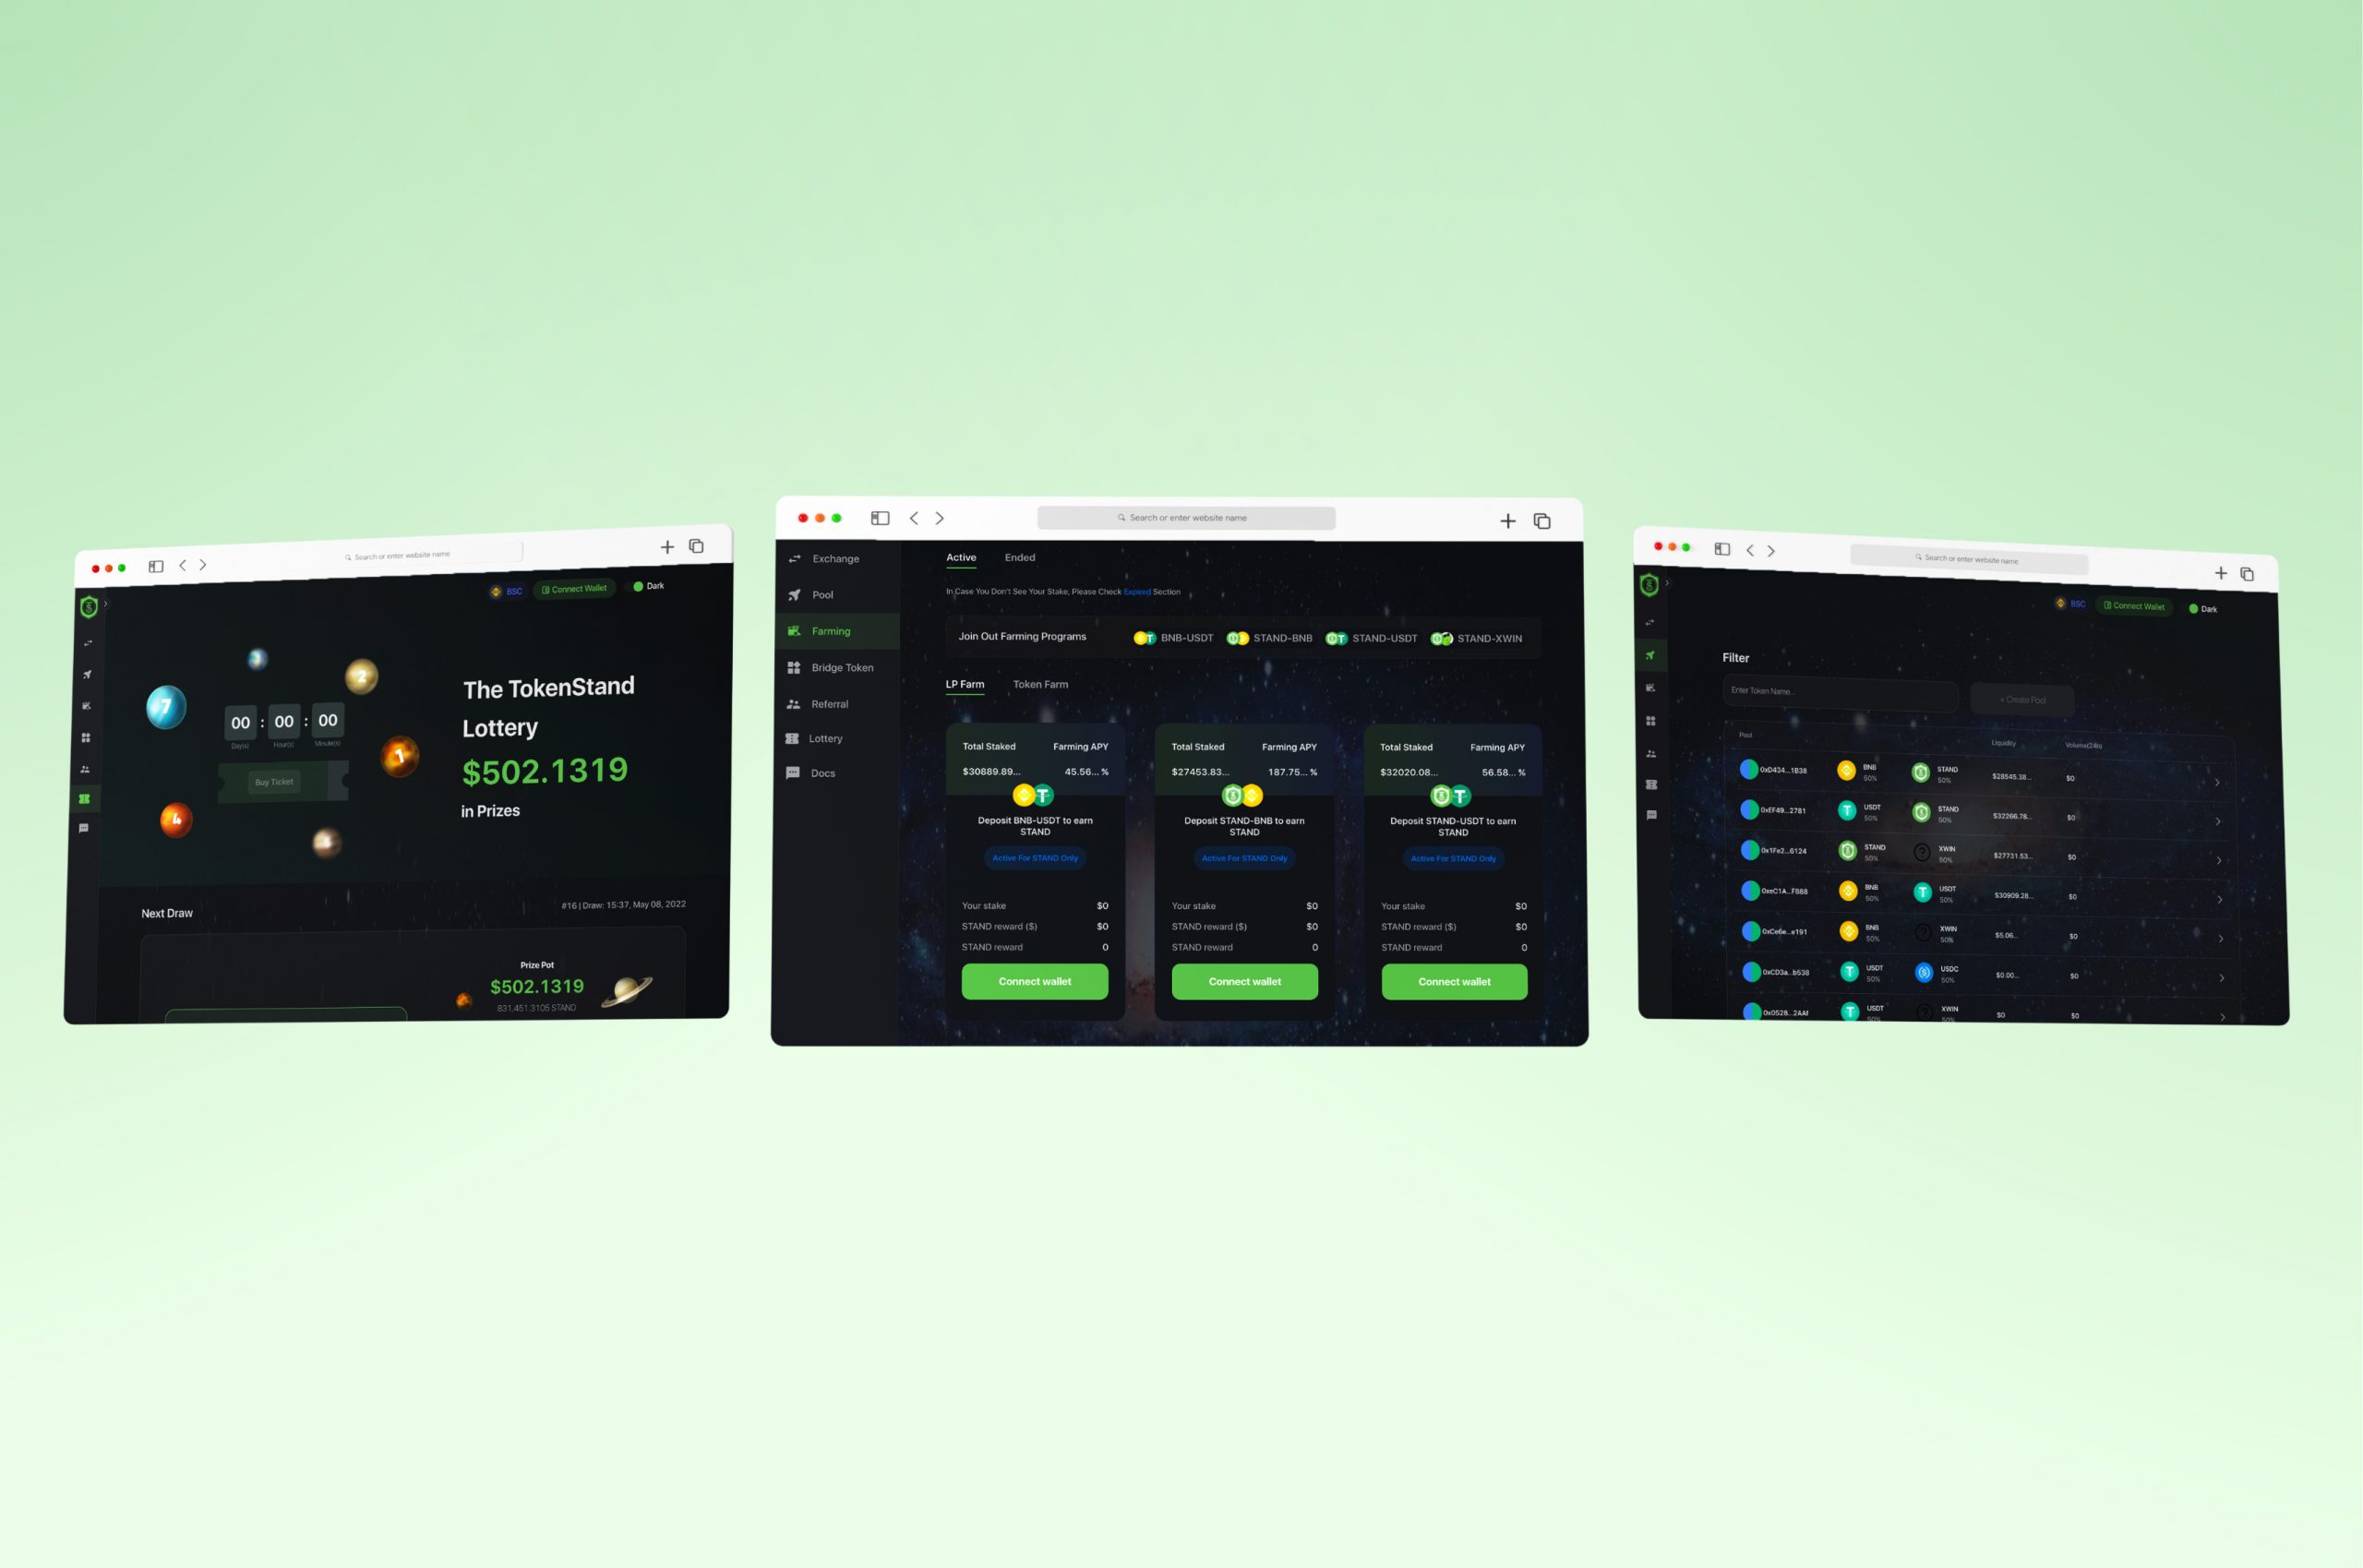 Search or enter website name
BSC
Connect Wallet
Dark
7
2
1
4
00 : 00 : 00
Day(s) Hour(s) Minute(s)
Buy Ticket
The TokenStand
Lottery
$502.1319
in Prizes
Next Draw
#16 | Draw: 15:37, May 08, 2022
Prize Pot
$502.1319
831,451.3105 STAND
Search or enter website name
Exchange
Pool
Farming
Bridge Token
Referral
Lottery
Docs
Active Ended
In Case You Don't See Your Stake, Please Check Expired Section
Join Out Farming Programs BNB-USDT STAND-BNB STAND-USDT STAND-XWIN
LP Farm Token Farm
Total Staked Farming APY
$30889.89... 45.56... %
Deposit BNB-USDT to earn
STAND
Active For STAND Only
Your stake $0
STAND reward ($) $0
STAND reward 0
Connect wallet
Total Staked Farming APY
$27453.83... 187.75... %
Deposit STAND-BNB to earn
STAND
Active For STAND Only
Your stake $0
STAND reward ($) $0
STAND reward 0
Connect wallet
Total Staked Farming APY
$32020.08... 56.58... %
Deposit STAND-USDT to earn
STAND
Active For STAND Only
Your stake $0
STAND reward ($) $0
STAND reward 0
Connect wallet
Search or enter website name
BSC
Connect Wallet
Dark
Filter
Enter Token Name...
+ Create Pool
Pool Liquidity Volume(24h)
0xD434...1B38 BNB 50% STAND 50% $28545.38... $0
0xEF49...2781 USDT 50% STAND 50% $32266.78... $0
0x1Fe2...6124 STAND 50% XWIN 50% $27731.53... $0
0xeC1A...FB88 BNB 50% USDT 50% $30909.28... $0
0xCe6e...e191 BNB 50% XWIN 50% $5.06... $0
0xCD3a...b538 USDT 50% USDC 50% $0.00... $0
0x0528...2AAf USDT 50% XWIN 50% $0 $0